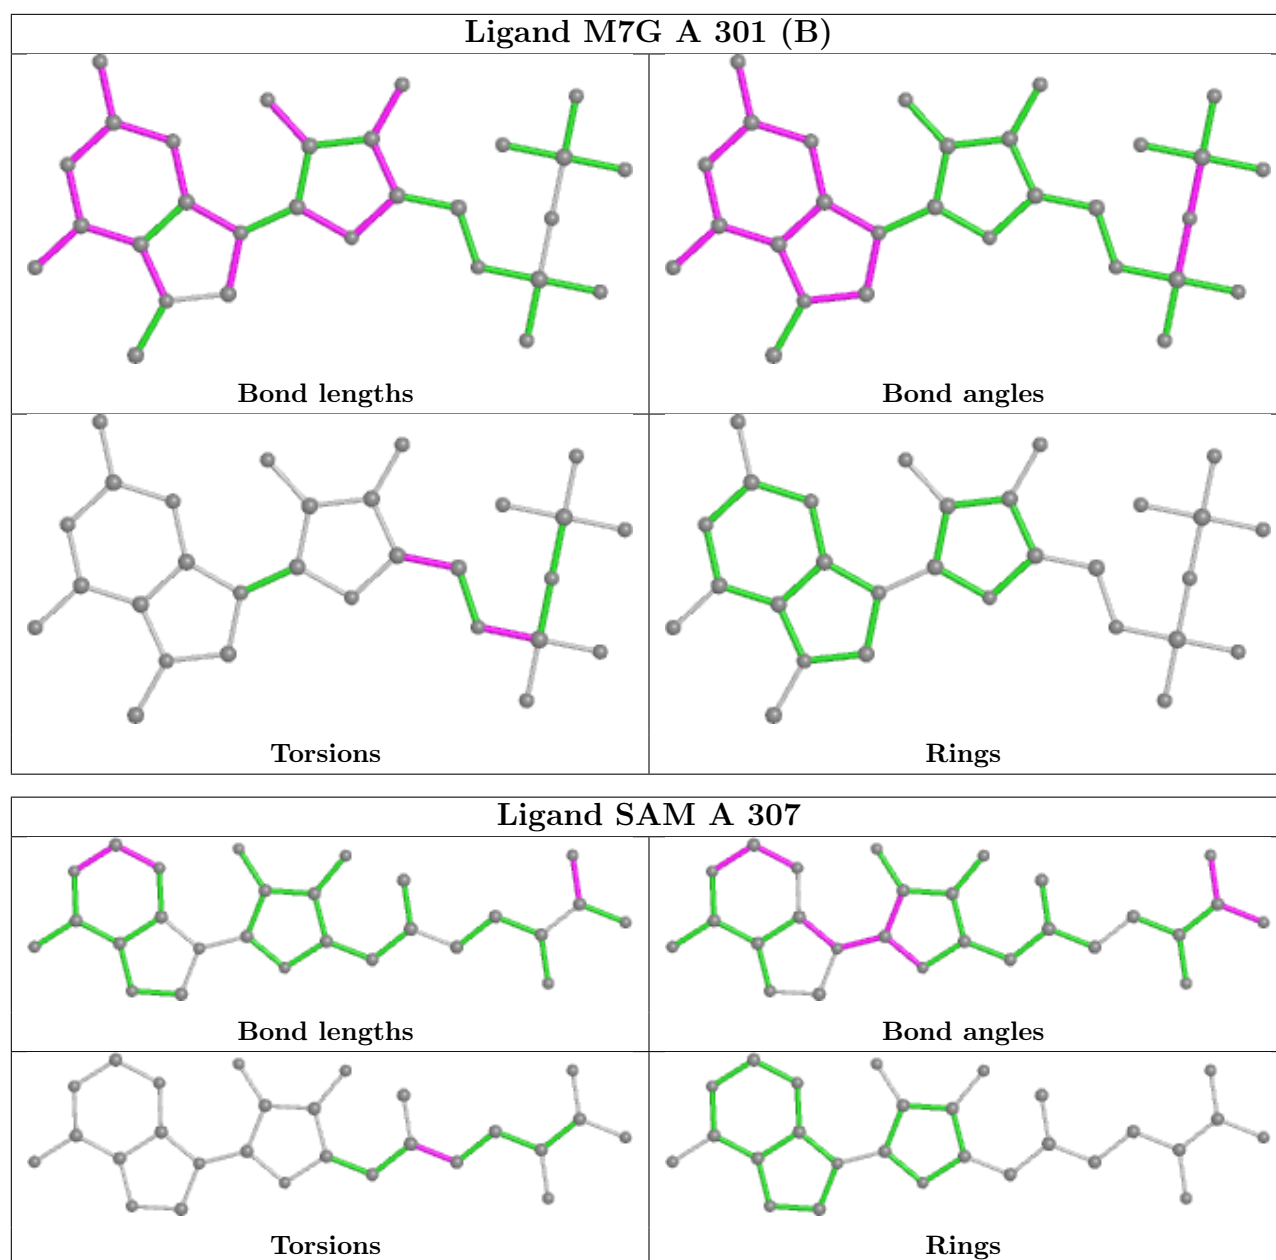 Ligand M7G A 301 (B)
Bond lengths
Bond angles
Torsions
Rings
Ligand SAM A 307
Bond lengths
Bond angles
Torsions
Rings